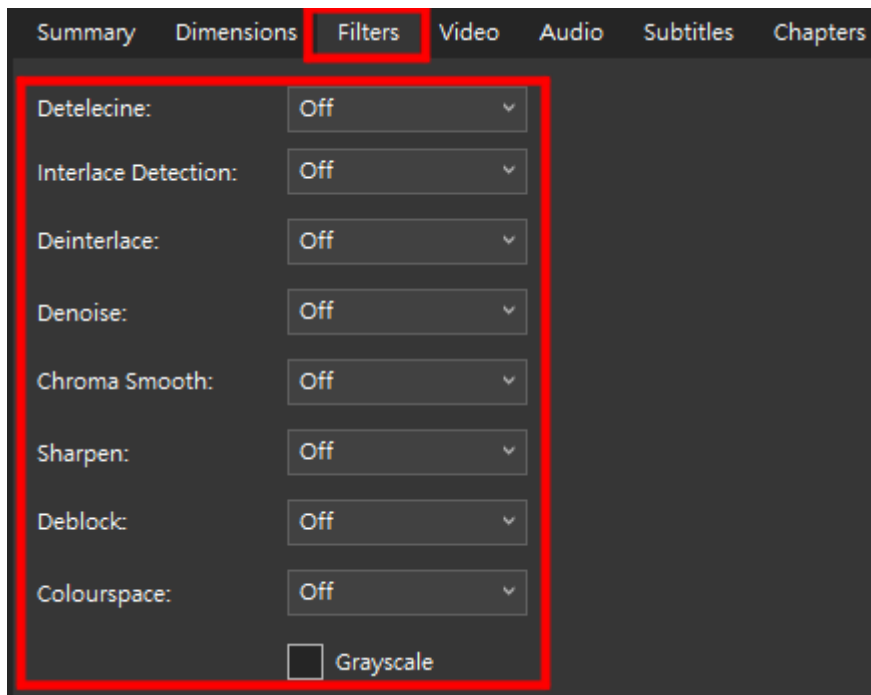 Summary Dimensions Filters Video Audio Subtitles Chapters
Detelecine: Off
Interlace Detection: Off
Deinterlace: Off
Denoise: Off
Chroma Smooth: Off
Sharpen: Off
Deblock: Off
Colourspace: Off
Grayscale